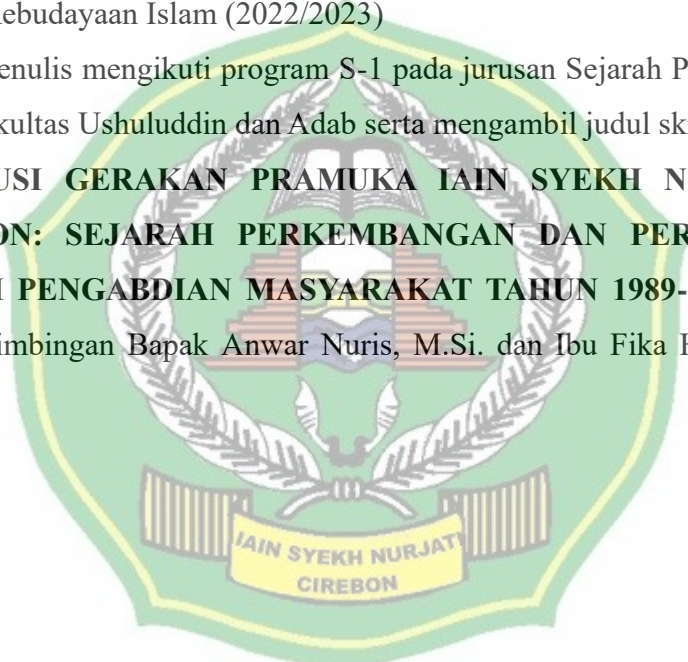 ebudayaan Islam (2022/2023)
enulis mengikuti program S-1 pada jurusan Sejarah P
kultas Ushuluddin dan Adab serta mengambil judul sk
USI GERAKAN PRAMUKA IAIN SYEKH N
ON: SEJARAH PERKEMBANGAN DAN PER
PENGABDIAN MASYARAKAT TAHUN 1989-
imbingan Bapak Anwar Nuris, M.Si. dan Ibu Fika
IAIN SYEKH NURJATI
CIREBON